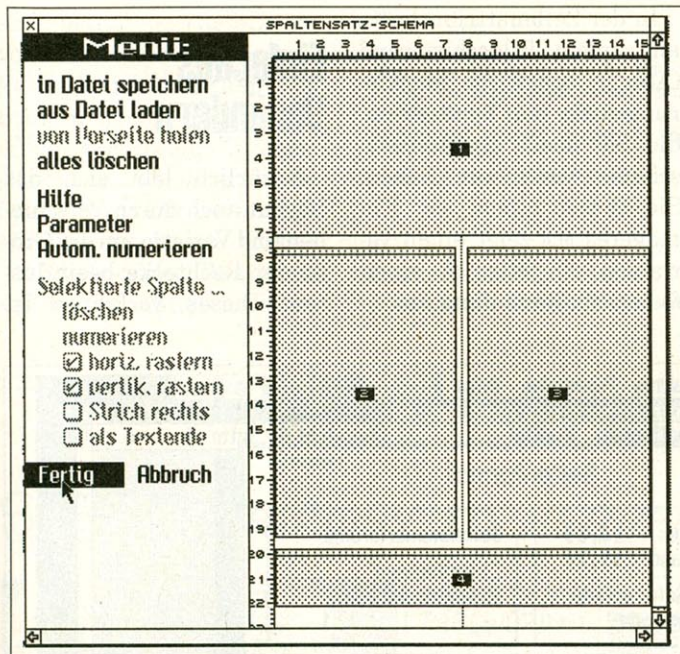 SPALTENSATZ-SCHEMA
Menü:
1 2 3 4 5 6 7 8 9 10 11 12 13 14 15
in Datei speichern
aus Datei laden
von Vorseite holen
alles löschen
Hilfe
Parameter
Autom. numerieren
Selektierte Spalte ...
löschen
numerieren
horiz. rastern
vertik. rastern
Strich rechts
als Textende
Fertig Abbruch
1
2
3
4
5
6
7
8
9
10
11
12
13
14
15
16
17
18
19
20
21
22
1
2
4